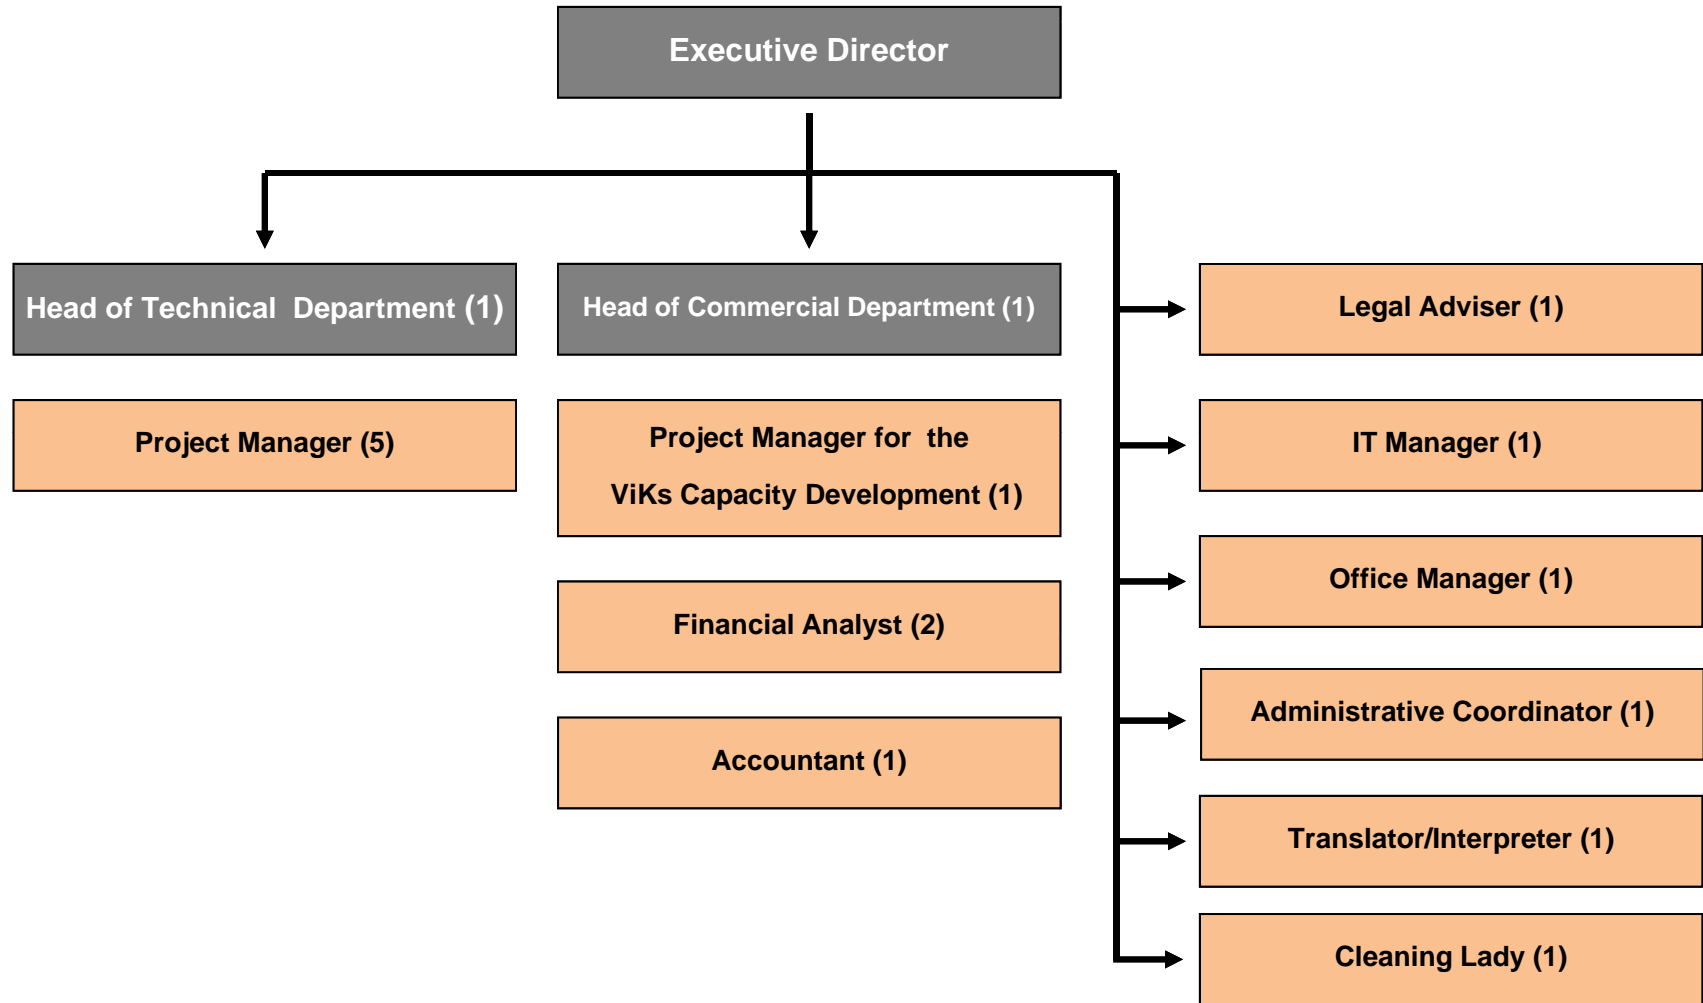 Executive Director
Head of Technical  Department (1)
Head of Commercial Department (1)
Legal Adviser (1)
Project Manager (5)
Project Manager for  the
ViKs Capacity Development (1)
IT Manager (1)
Office Manager (1)
Financial Analyst (2)
Administrative Coordinator (1)
Accountant (1)
Translator/Interpreter (1)
Cleaning Lady (1)